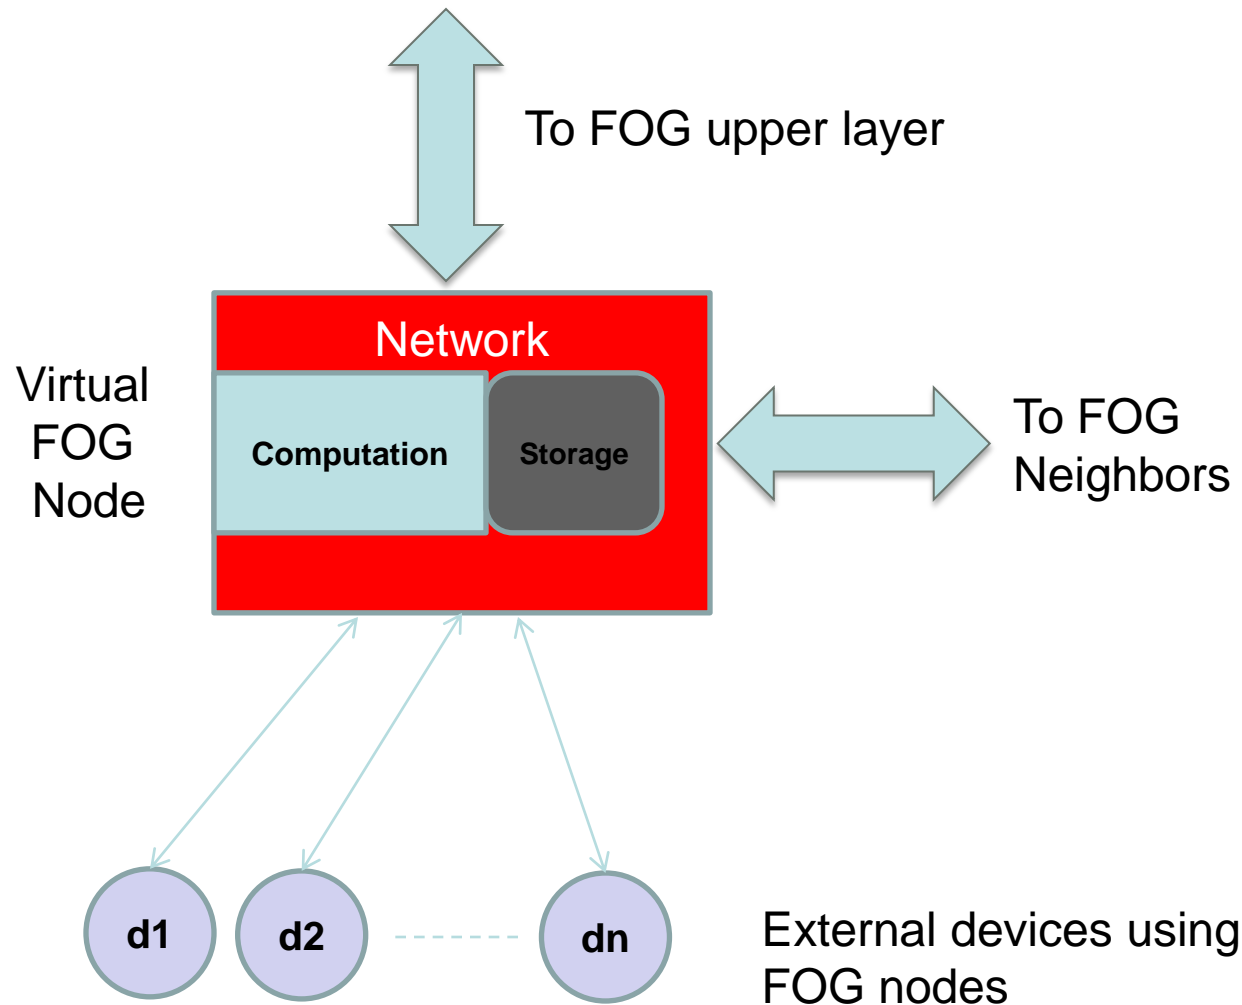 To FOG upper layer
Network
Virtual
FOG
Node
Computation
Storage
To FOG
Neighbors
d1
d2
dn
External devices using
FOG nodes